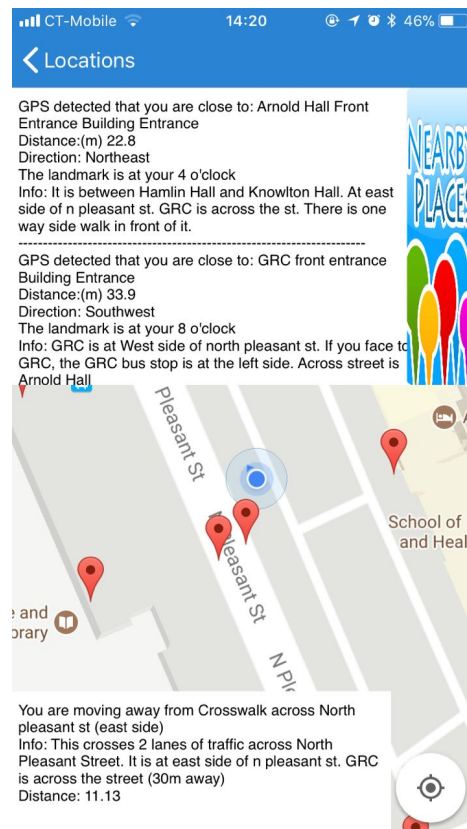 CT-Mobile 14:20 46%
Locations
GPS detected that you are close to: Arnold Hall Front
Entrance Building Entrance
Distance:(m) 22.8
Direction: Northeast
The landmark is at your 4 o'clock
Info: It is between Hamlin Hall and Knowlton Hall. At east
side of n pleasant st. GRC is across the st. There is one
way side walk in front of it.
-----------------------------------------------------------------------
GPS detected that you are close to: GRC front entrance
Building Entrance
Distance:(m) 33.9
Direction: Southwest
The landmark is at your 8 o'clock
Info: GRC is at West side of north pleasant st. If you face to
GRC, the GRC bus stop is at the left side. Across street is
Arnold Hall
NEARBY
PLACES
Pleasant St
N Pleasant St
School of
and Heal
e and
brary
N Ple
You are moving away from Crosswalk across North
pleasant st (east side)
Info: This crosses 2 lanes of traffic across North
Pleasant Street. It is at east side of n pleasant st. GRC
is across the street (30m away)
Distance: 11.13